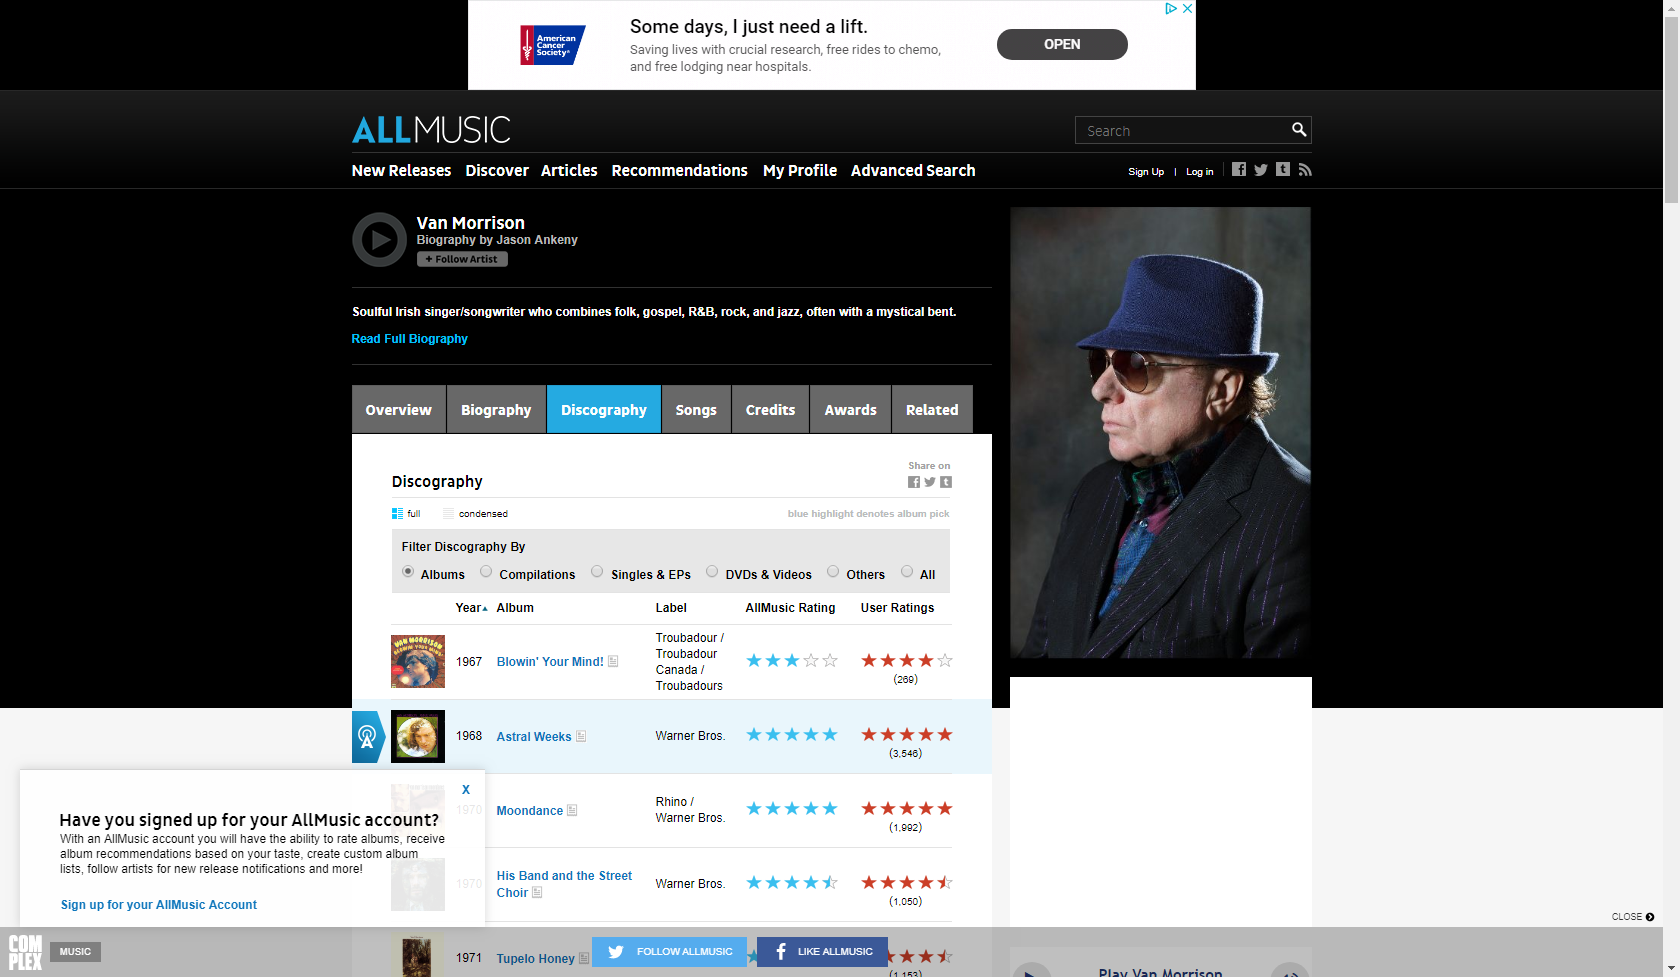 Some days, I just need a lift.
American
Cancer
Society®
Saving lives with crucial research, free rides to chemo,
and free lodging near hospitals.
OPEN
ALLMUSIC
Search
New Releases Discover Articles Recommendations My Profile Advanced Search
Sign Up | Log in
Van Morrison
Biography by Jason Ankeny
+ Follow Artist
Soulful Irish singer/songwriter who combines folk, gospel, R&B, rock, and jazz, often with a mystical bent.
Read Full Biography
Overview Biography Discography Songs Credits Awards Related
Share on
Discography
full condensed blue highlight denotes album pick
Filter Discography By
Albums Compilations Singles & EPs DVDs & Videos Others All
Year Album Label AllMusic Rating User Ratings
VAN MORRISON
BLOWIN' YOUR MIND!
1967 Blowin' Your Mind! Troubadour /
Troubadour
Canada /
Troubadours
(269)
1968 Astral Weeks Warner Bros.
(3,546)
1970 Moondance Rhino /
Warner Bros.
(1,992)
1970 His Band and the Street
Choir
Warner Bros.
(1,050)
1971 Tupelo Honey
(1,153)
X
Have you signed up for your AllMusic account?
With an AllMusic account you will have the ability to rate albums, receive
album recommendations based on your taste, create custom album
lists, follow artists for new release notifications and more!
Sign up for your AllMusic Account
CLOSE
COM
PLEX
MUSIC
FOLLOW ALLMUSIC
LIKE ALLMUSIC
Play Van Morrison